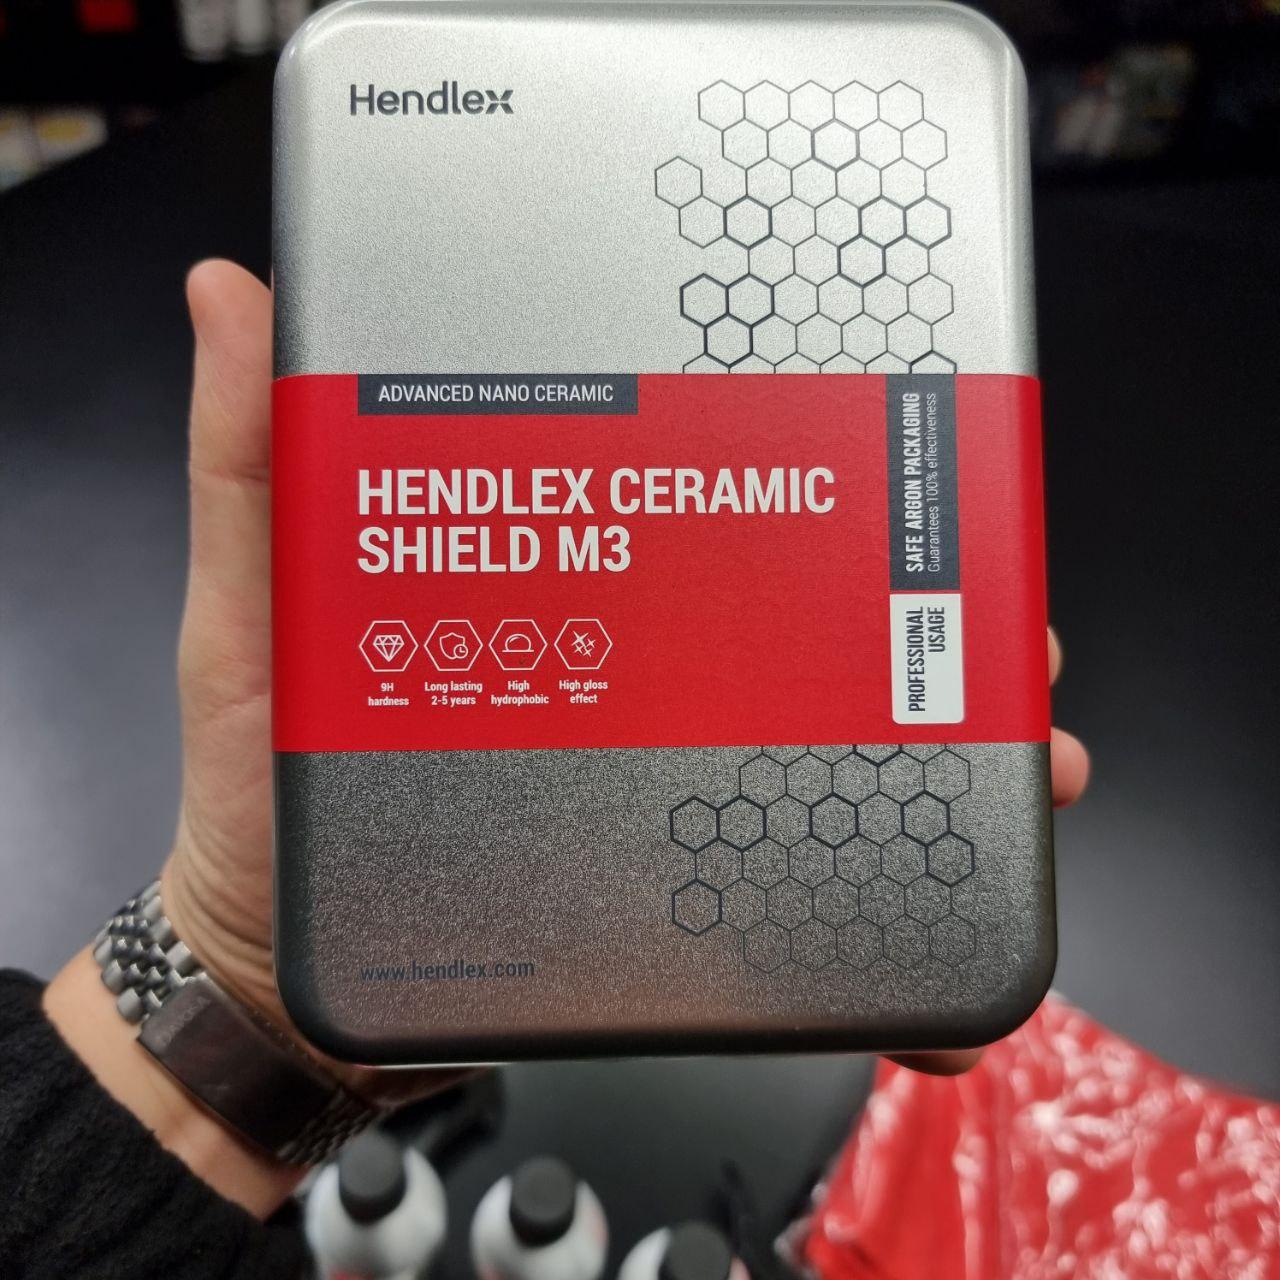 Hendlex
ADVANCED NANO CERAMIC
HENDLEX CERAMIC
SHIELD M3
9H
hardness
Long lasting
2-5 years
High
hydrophobic
High gloss
effect
SAFE ARGON PACKAGING
Guarantees 100% effectiveness
PROFESSIONAL
USAGE
www.hendlex.com